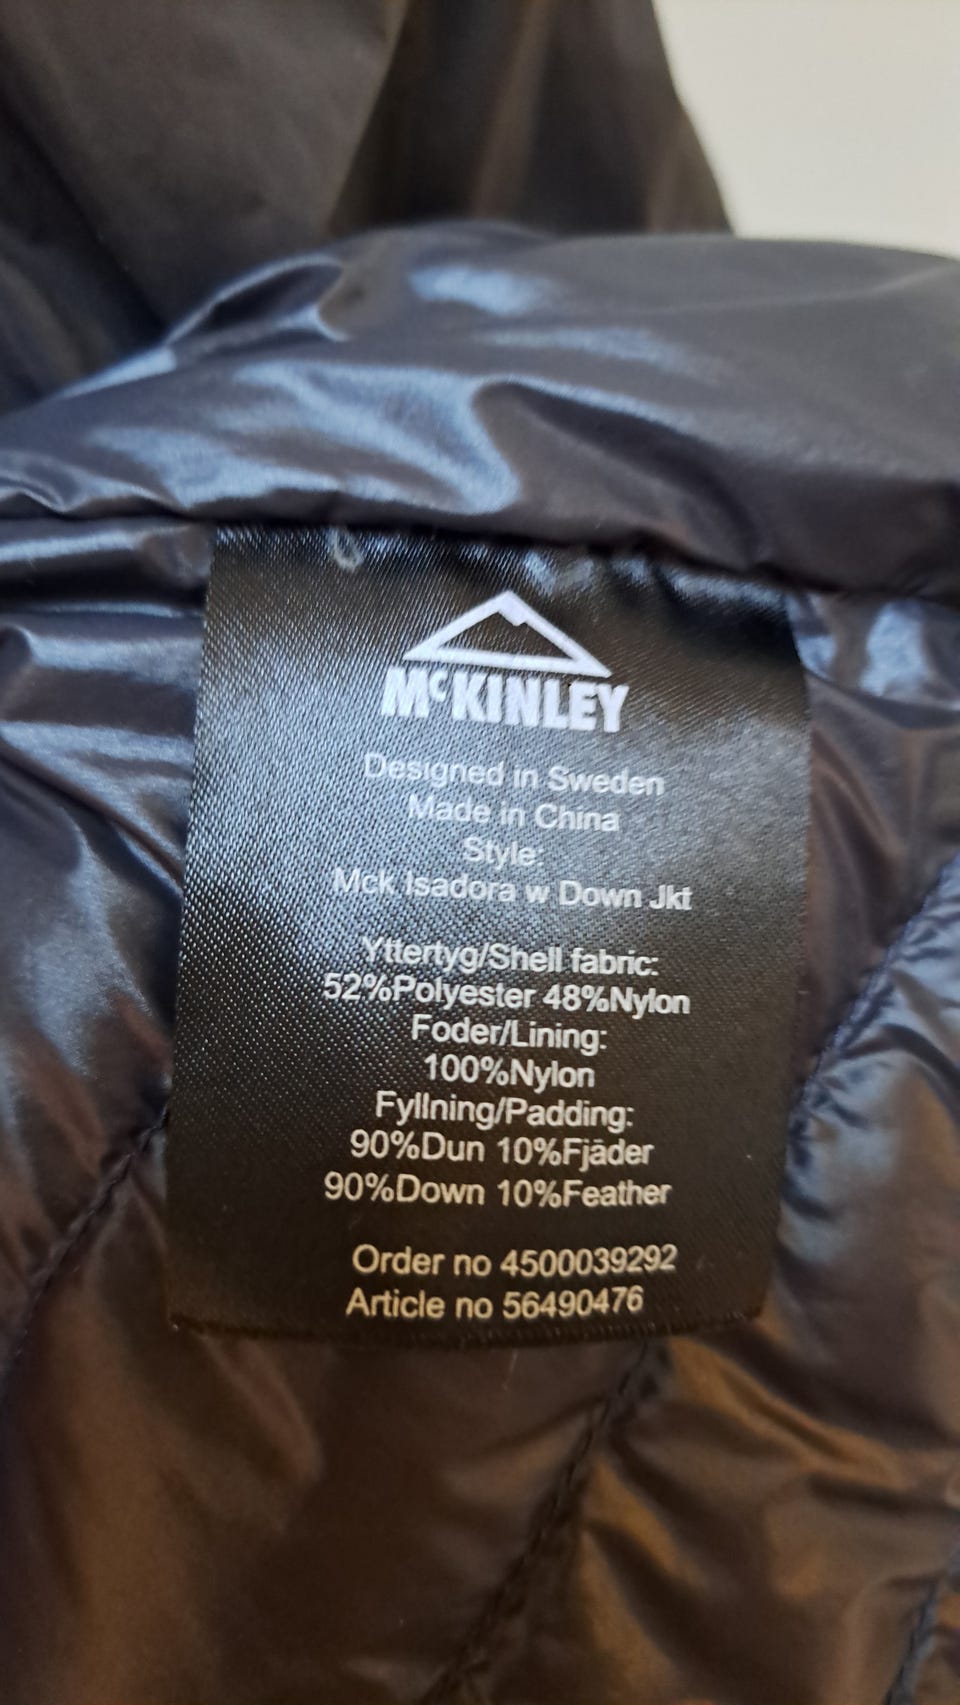 McKINLEY
Designed in Sweden
Made in China
Style:
Mck Isadora w Down Jkt
Yttertyg/Shell fabric:
52%Polyester 48%Nylon
Foder/Lining:
100%Nylon
Fyllning/Padding:
90%Dun 10%Fjäder
90%Down 10%Feather
Order no 4500039292
Article no 56490476